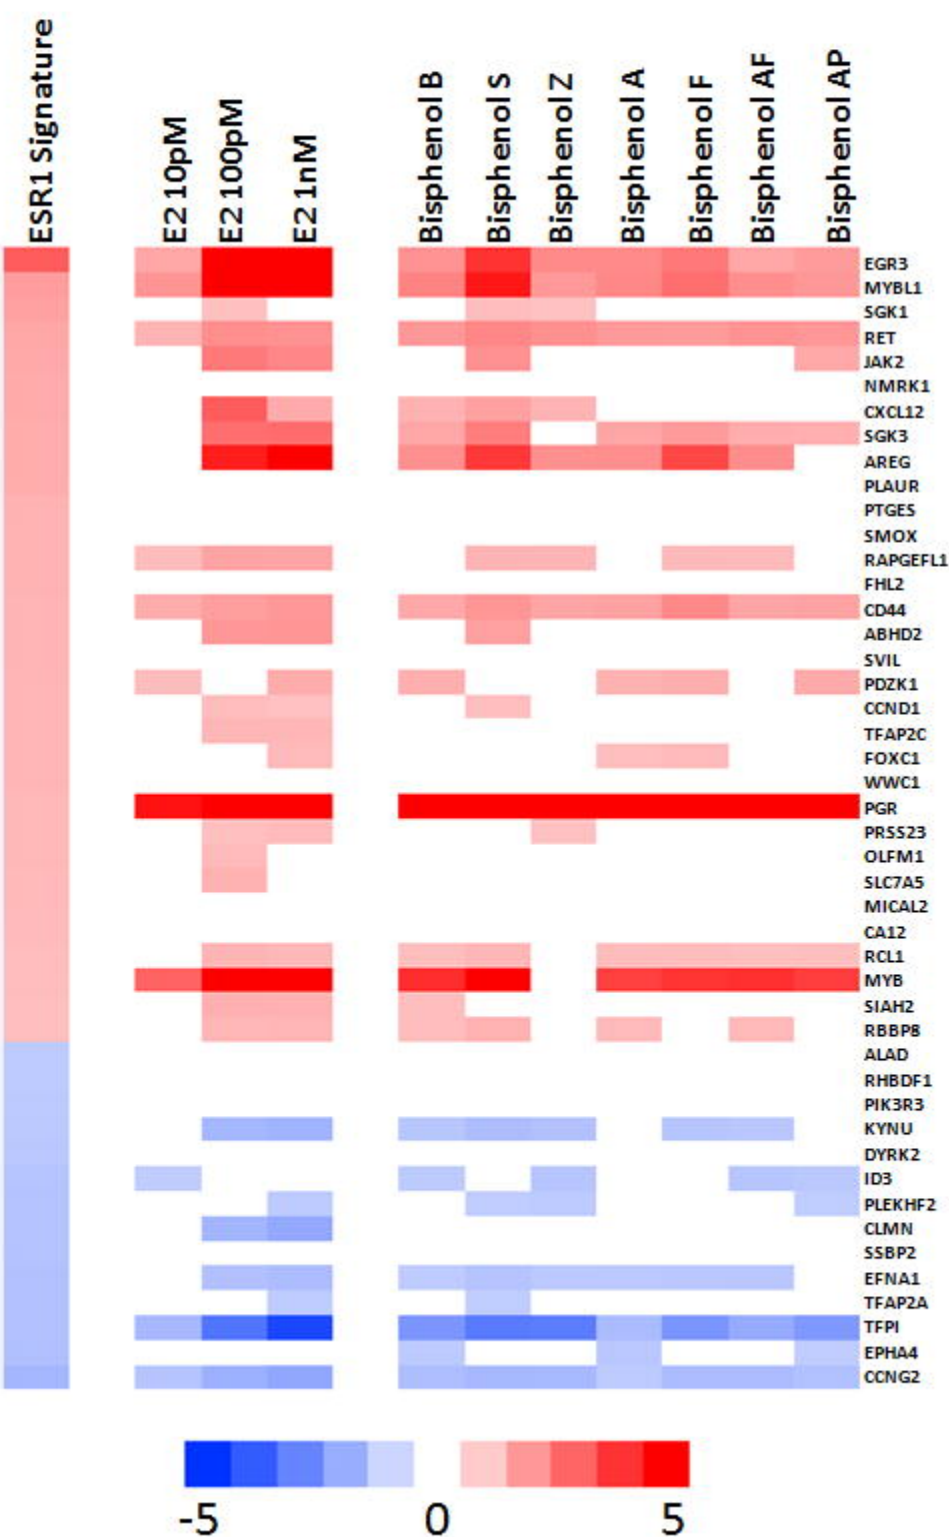 ESR1 Signature
E2 10pM
E2 100pM
E2 1nM
Bisphenol B
Bisphenol S
Bisphenol Z
Bisphenol A
Bisphenol F
Bisphenol AF
Bisphenol AP
EGR3
MYBL1
SGK1
RET
JAK2
NMRK1
CXCL12
SGK3
AREG
PLAUR
PTGES
SMOX
RAPGEFL1
FHL2
CD44
ABHD2
SVIL
PDZK1
CCND1
TFAP2C
FOXC1
WWC1
PGR
PRSS23
OLFM1
SLC7A5
MICAL2
CA12
RCL1
MYB
SIAH2
RBBP8
ALAD
RHBDF1
PIK3R3
KYNU
DYRK2
ID3
PLEKHF2
CLMN
SSBP2
EFNA1
TFAP2A
TFPI
EPHA4
CCNG2
-5 0 5